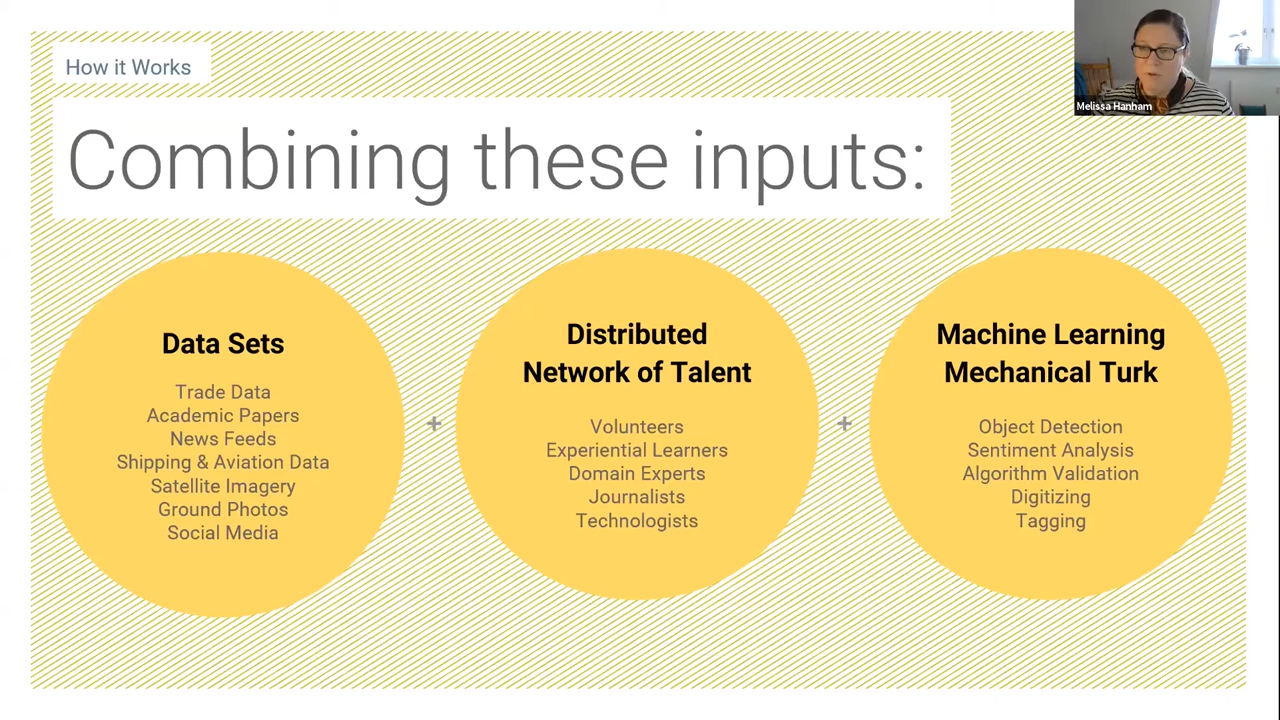 How it Works
Melissa Hanham
Combining these inputs:
Data Sets
Trade Data
Academic Papers
News Feeds
Shipping & Aviation Data
Satellite Imagery
Ground Photos
Social Media
+
Distributed
Network of Talent
Volunteers
Experiential Learners
Domain Experts
Journalists
Technologists
+
Machine Learning
Mechanical Turk
Object Detection
Sentiment Analysis
Algorithm Validation
Digitizing
Tagging